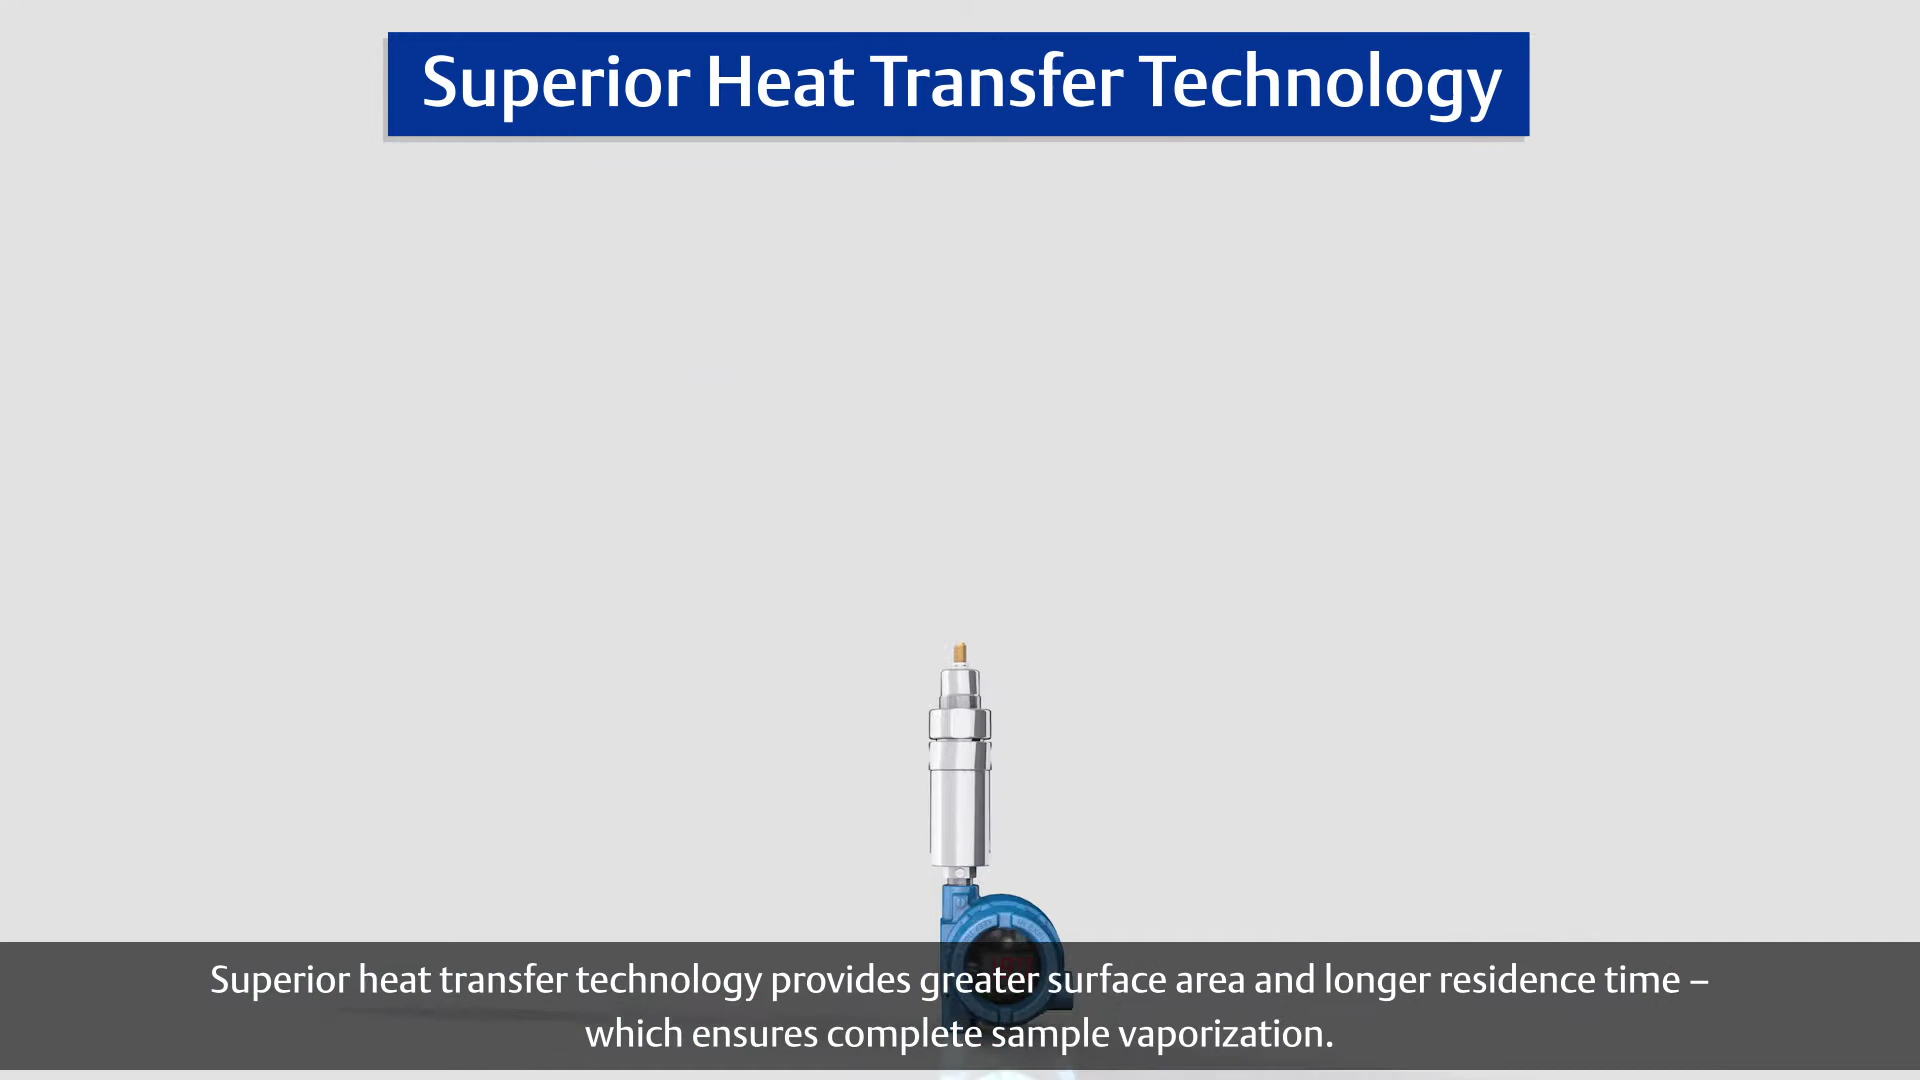 Superior Heat Transfer Technology
Superior heat transfer technology provides greater surface area and longer residence time –
which ensures complete sample vaporization.